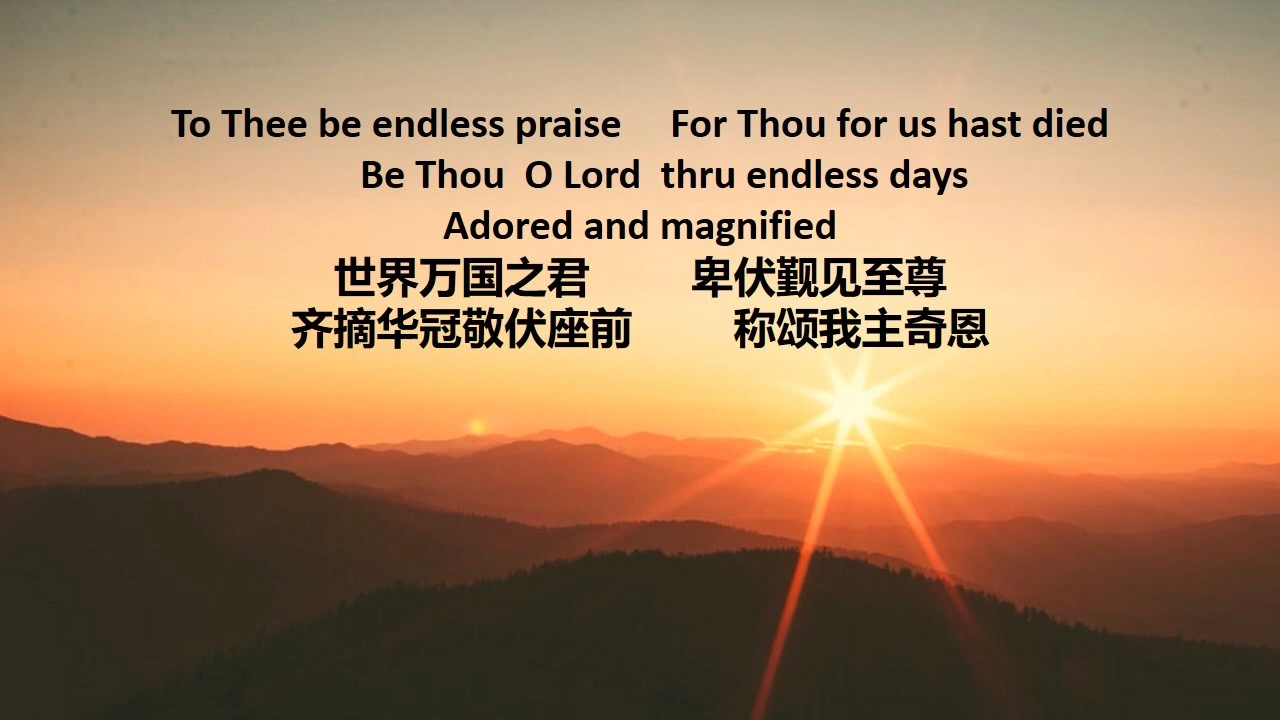 To Thee be endless praise For Thou for us hast died
Be Thou O Lord thru endless days
Adored and magnified
世界万国之君 卑伏觐见至尊
齐摘华冠敬伏座前 称颂我主奇恩